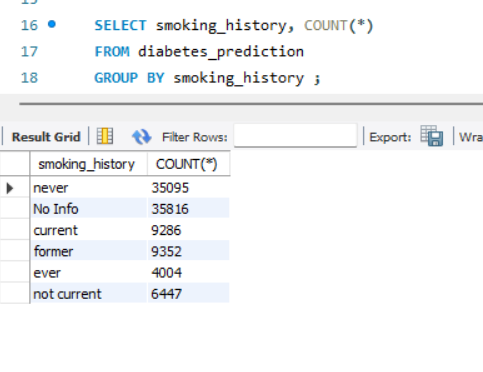 16 SELECT smoking_history, COUNT(*)
17 FROM diabetes_prediction
18 GROUP BY smoking_history ;
Result Grid Filter Rows: Export: Wra
smoking_history COUNT(*)
never 35095
No Info 35816
current 9286
former 9352
ever 4004
not current 6447